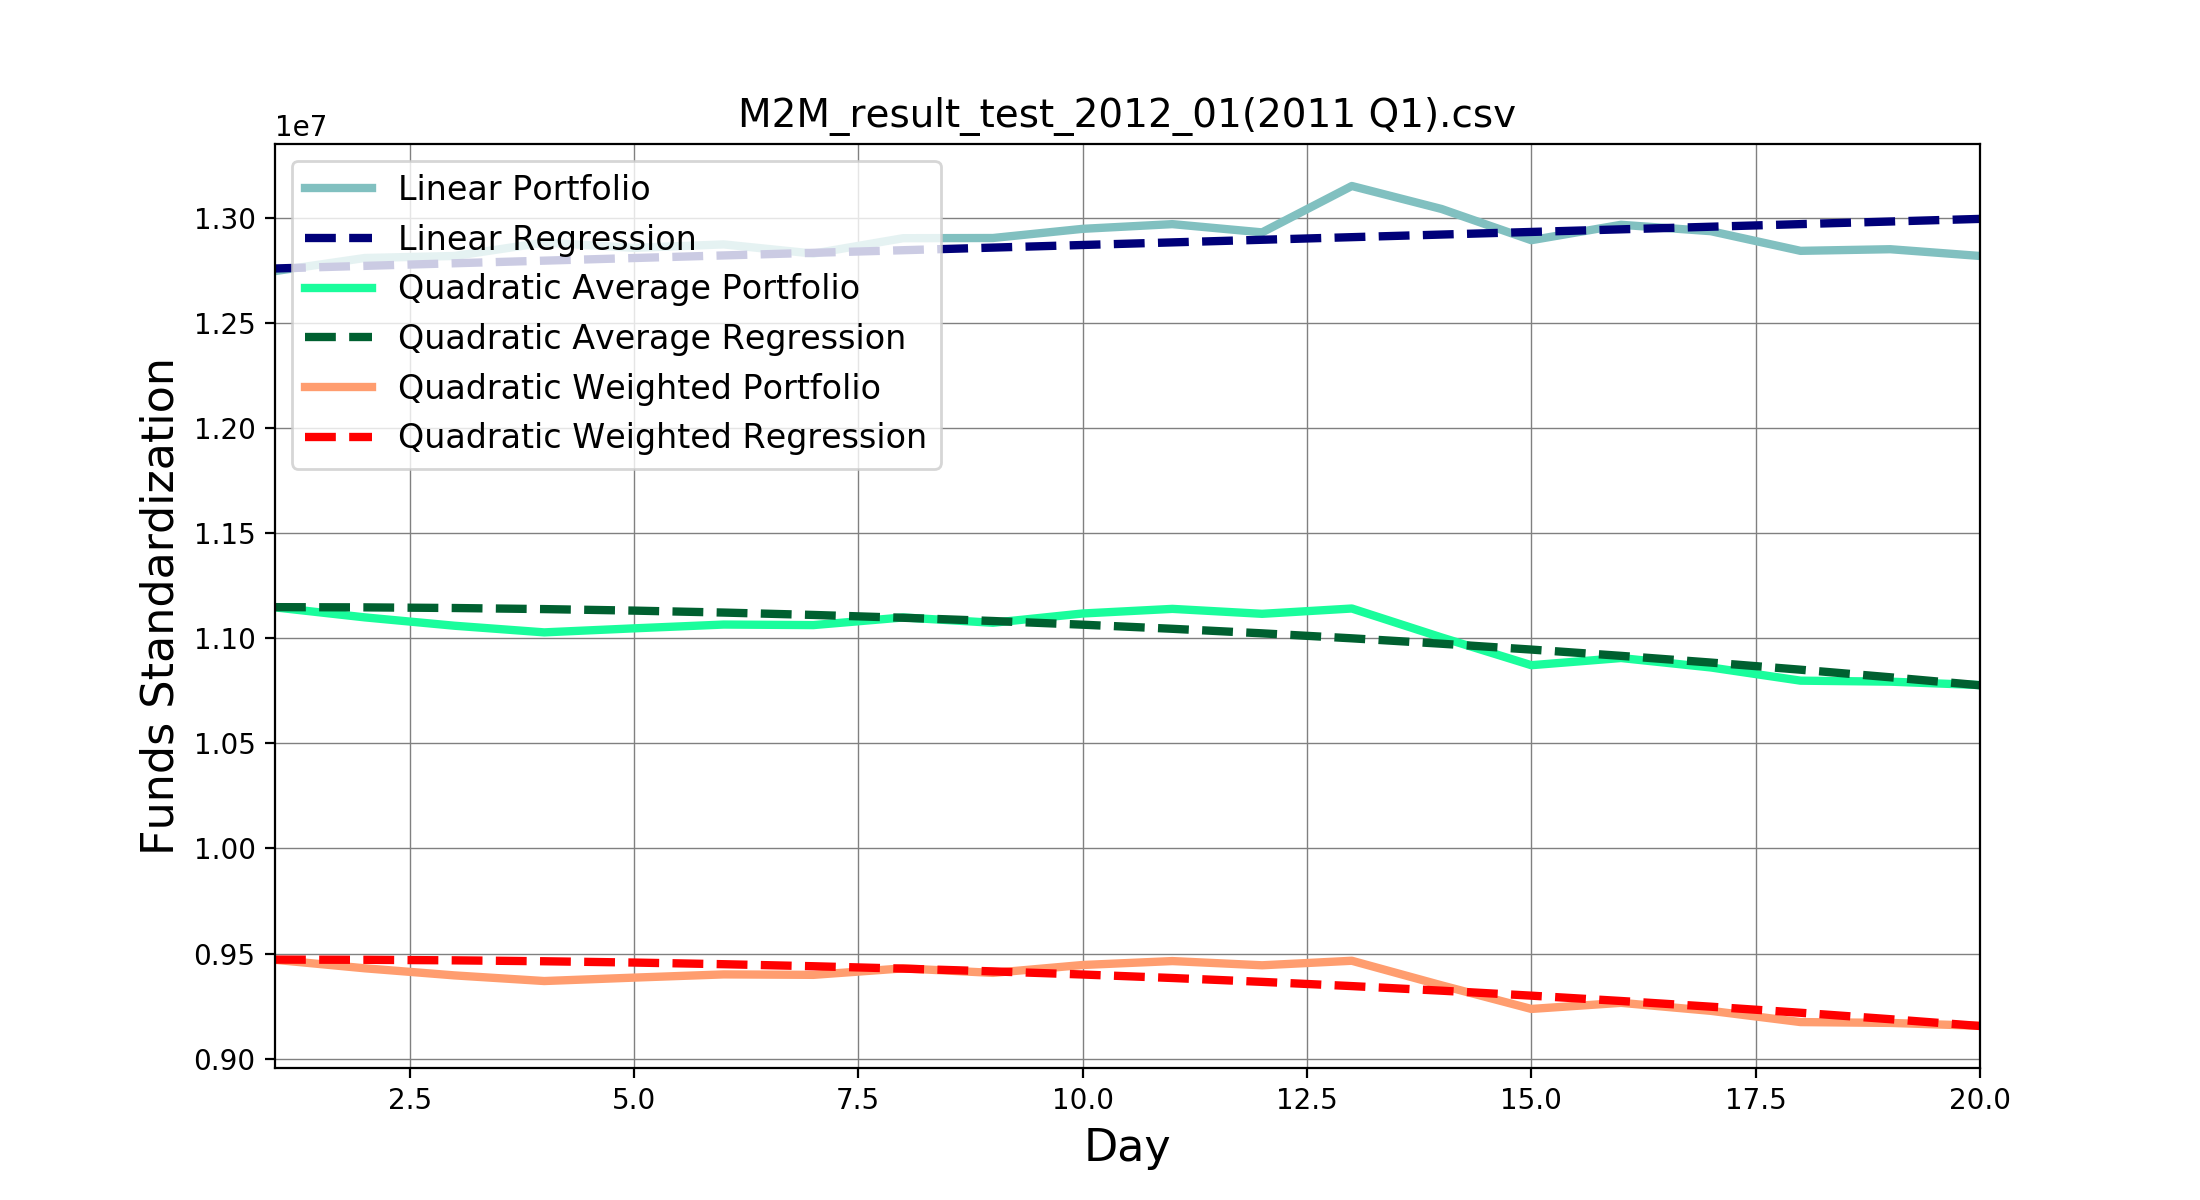 M2M_result_test_2012_01(2011 Q1).csv
1e7
Linear Portfolio
Linear Regression
Quadratic Average Portfolio
Quadratic Average Regression
Quadratic Weighted Portfolio
Quadratic Weighted Regression
1.30
1.25
1.20
1.15
1.10
1.05
1.00
0.95
0.90
Funds Standardization
2.5 5.0 7.5 10.0 12.5 15.0 17.5 20.0
Day